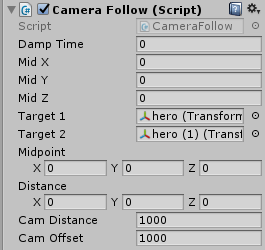 Camera Follow (Script)
Script CameraFollow
Damp Time 0
Mid X 0
Mid Y 0
Mid Z 0
Target 1 hero (Transform
Target 2 hero (1) (Transf
Midpoint
X 0 Y 0 Z 0
Distance
X 0 Y 0 Z 0
Cam Distance 1000
Cam Offset 1000